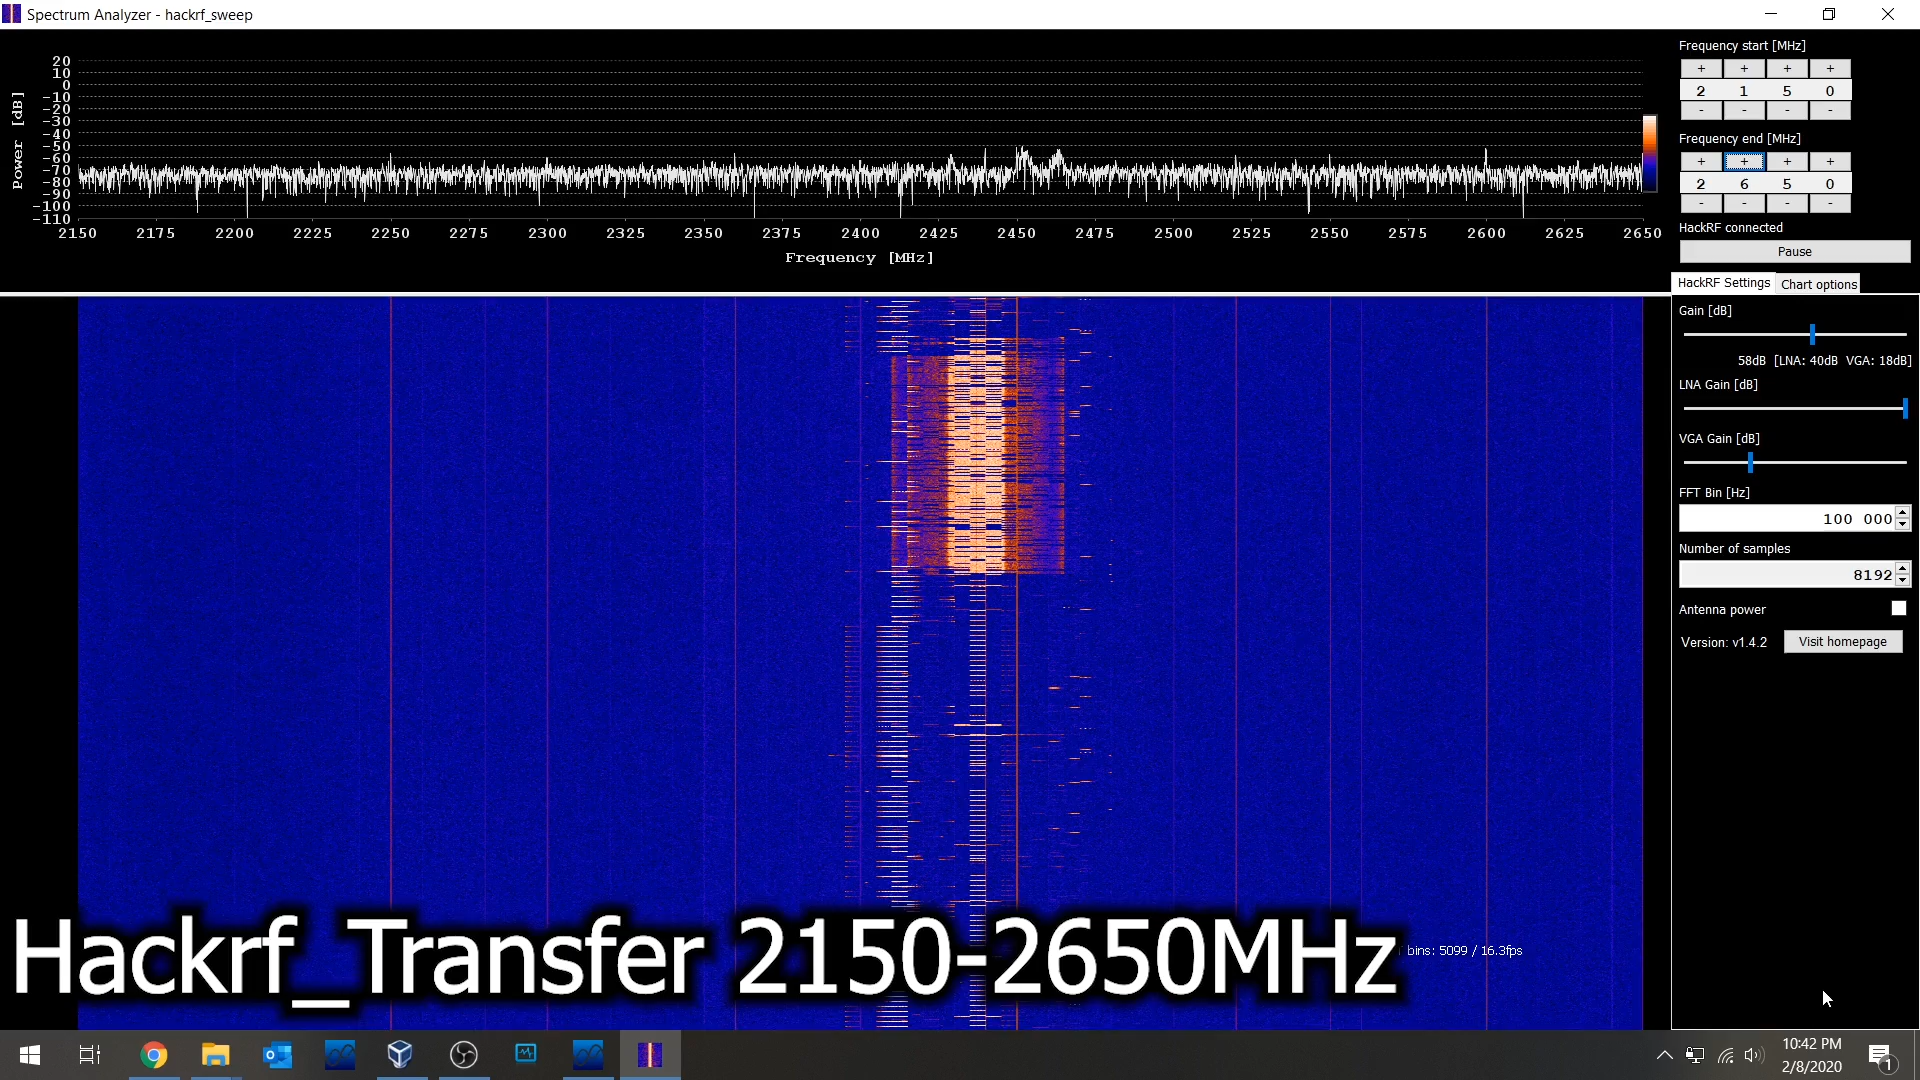 Spectrum Analyzer - hackrf_sweep
Frequency start [MHz]
+ + + +
2 1 5 0
- - - -
Frequency end [MHz]
+ + + +
2 6 5 0
- - - -
HackRF connected
Pause
HackRF Settings Chart options
Gain [dB]
58dB [LNA: 40dB VGA: 18dB]
LNA Gain [dB]
VGA Gain [dB]
FFT Bin [Hz]
100 000
Number of samples
8192
Antenna power
Version: v1.4.2 Visit homepage
Power [dB]
20
10
0
-10
-20
-30
-40
-50
-60
-70
-80
-90
-100
-110
2150 2175 2200 2225 2250 2275 2300 2325 2350 2375 2400 2425 2450 2475 2500 2525 2550 2575 2600 2625 2650
Frequency [MHz]
bins: 5099 / 16.3fps
Hackrf_Transfer 2150-2650MHz
10:42 PM
2/8/2020
1